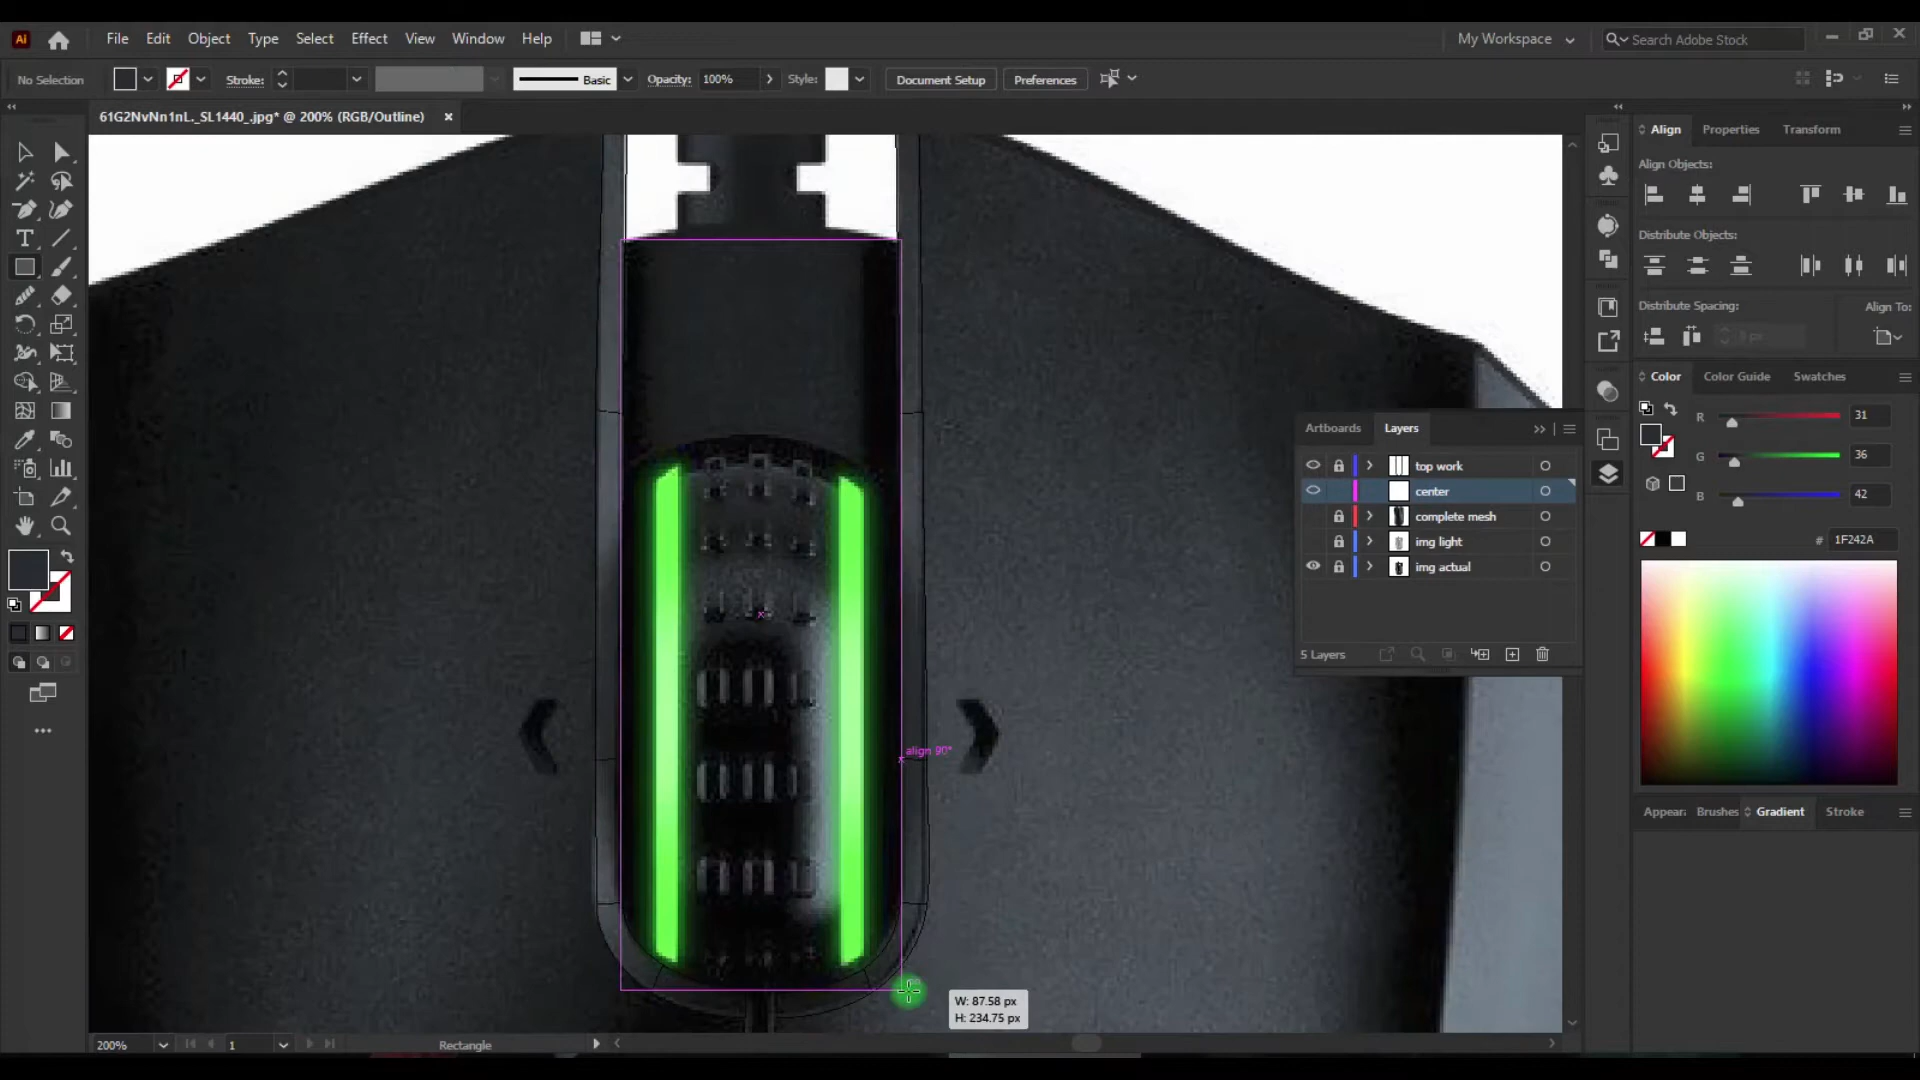 Ai File Edit Object Type Select Effect View Window Help My Workspace Search Adobe Stock
No Selection Stroke: Basic Opacity: 100% Style: Document Setup Preferences
61G2NvNn1nL._SL1440_.jpg* @ 200% (RGB/Outline)
Align Properties Transform
Align Objects:
Distribute Objects:
Distribute Spacing: Align To:
Color Color Guide Swatches
R 31
G 36
B 42
# 1F242A
Artboards Layers
top work
center
complete mesh
img light
img actual
5 Layers
align 90°
Appear Brushes Gradient Stroke
W: 87.58 px
H: 234.75 px
200% 1 Rectangle